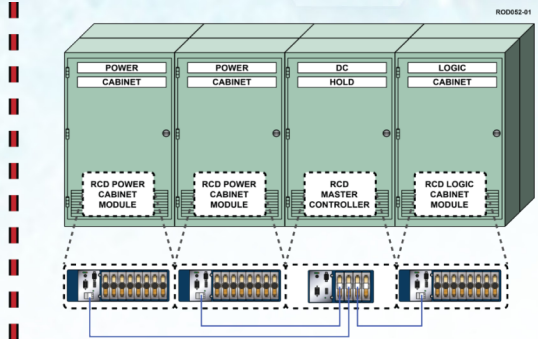 ROD052-01
POWER
CABINET
POWER
CABINET
DC
HOLD
LOGIC
CABINET
RCD POWER
CABINET
MODULE
RCD POWER
CABINET
MODULE
RCD
MASTER
CONTROLLER
RCD LOGIC
CABINET
MODULE